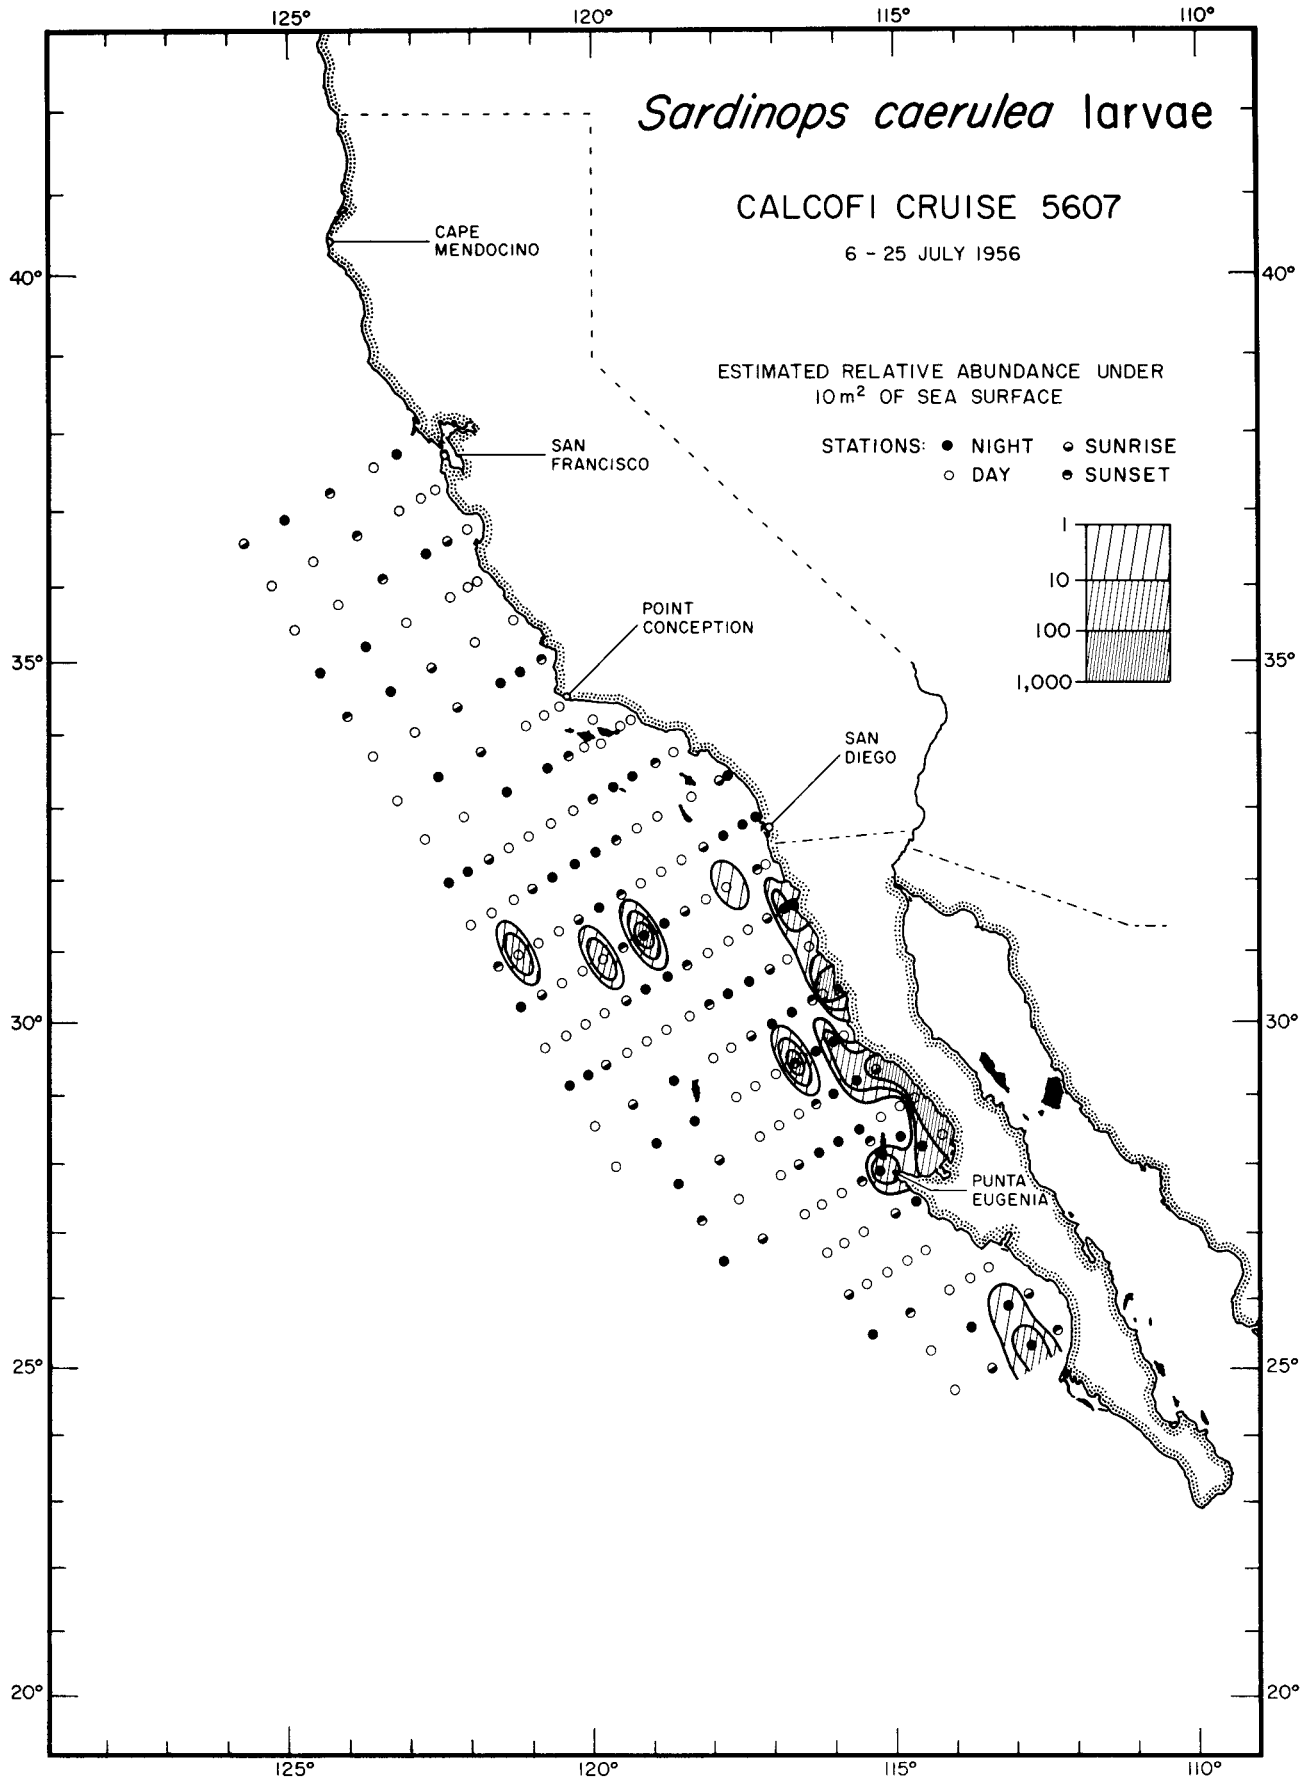 125° 120° 115° 110°
Sardinops caerulea larvae
CALCOFI CRUISE 5607
6 - 25 JULY 1956
CAPE
MENDOCINO
40° 40°
ESTIMATED RELATIVE ABUNDANCE UNDER
10 m² OF SEA SURFACE
STATIONS: ● NIGHT ◒ SUNRISE
○ DAY ◓ SUNSET
SAN
FRANCISCO
1
10
100
1,000
POINT
CONCEPTION
35° 35°
SAN
DIEGO
30° 30°
PUNTA
EUGENIA
25° 25°
20° 20°
125° 120° 115° 110°